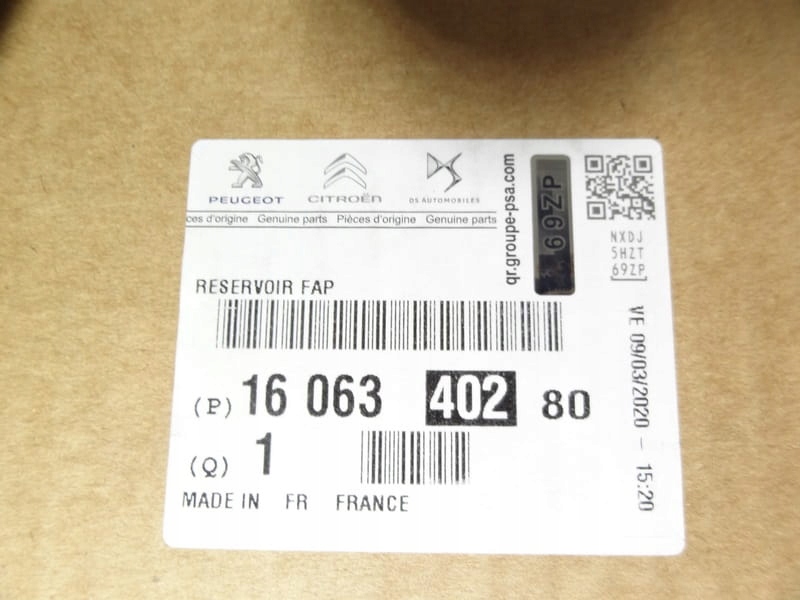 PEUGEOT CITROËN DS AUTOMOBILES
ces d'origine Genuine parts Pièces d'origine Genuine parts
qr.groupe-psa.com
69ZP
NXDJ
5HZT
69ZP
RESERVOIR FAP
(P) 16 063 402 80
(Q) 1
MADE IN FR FRANCE
VE 09/03/2020 - 15:20